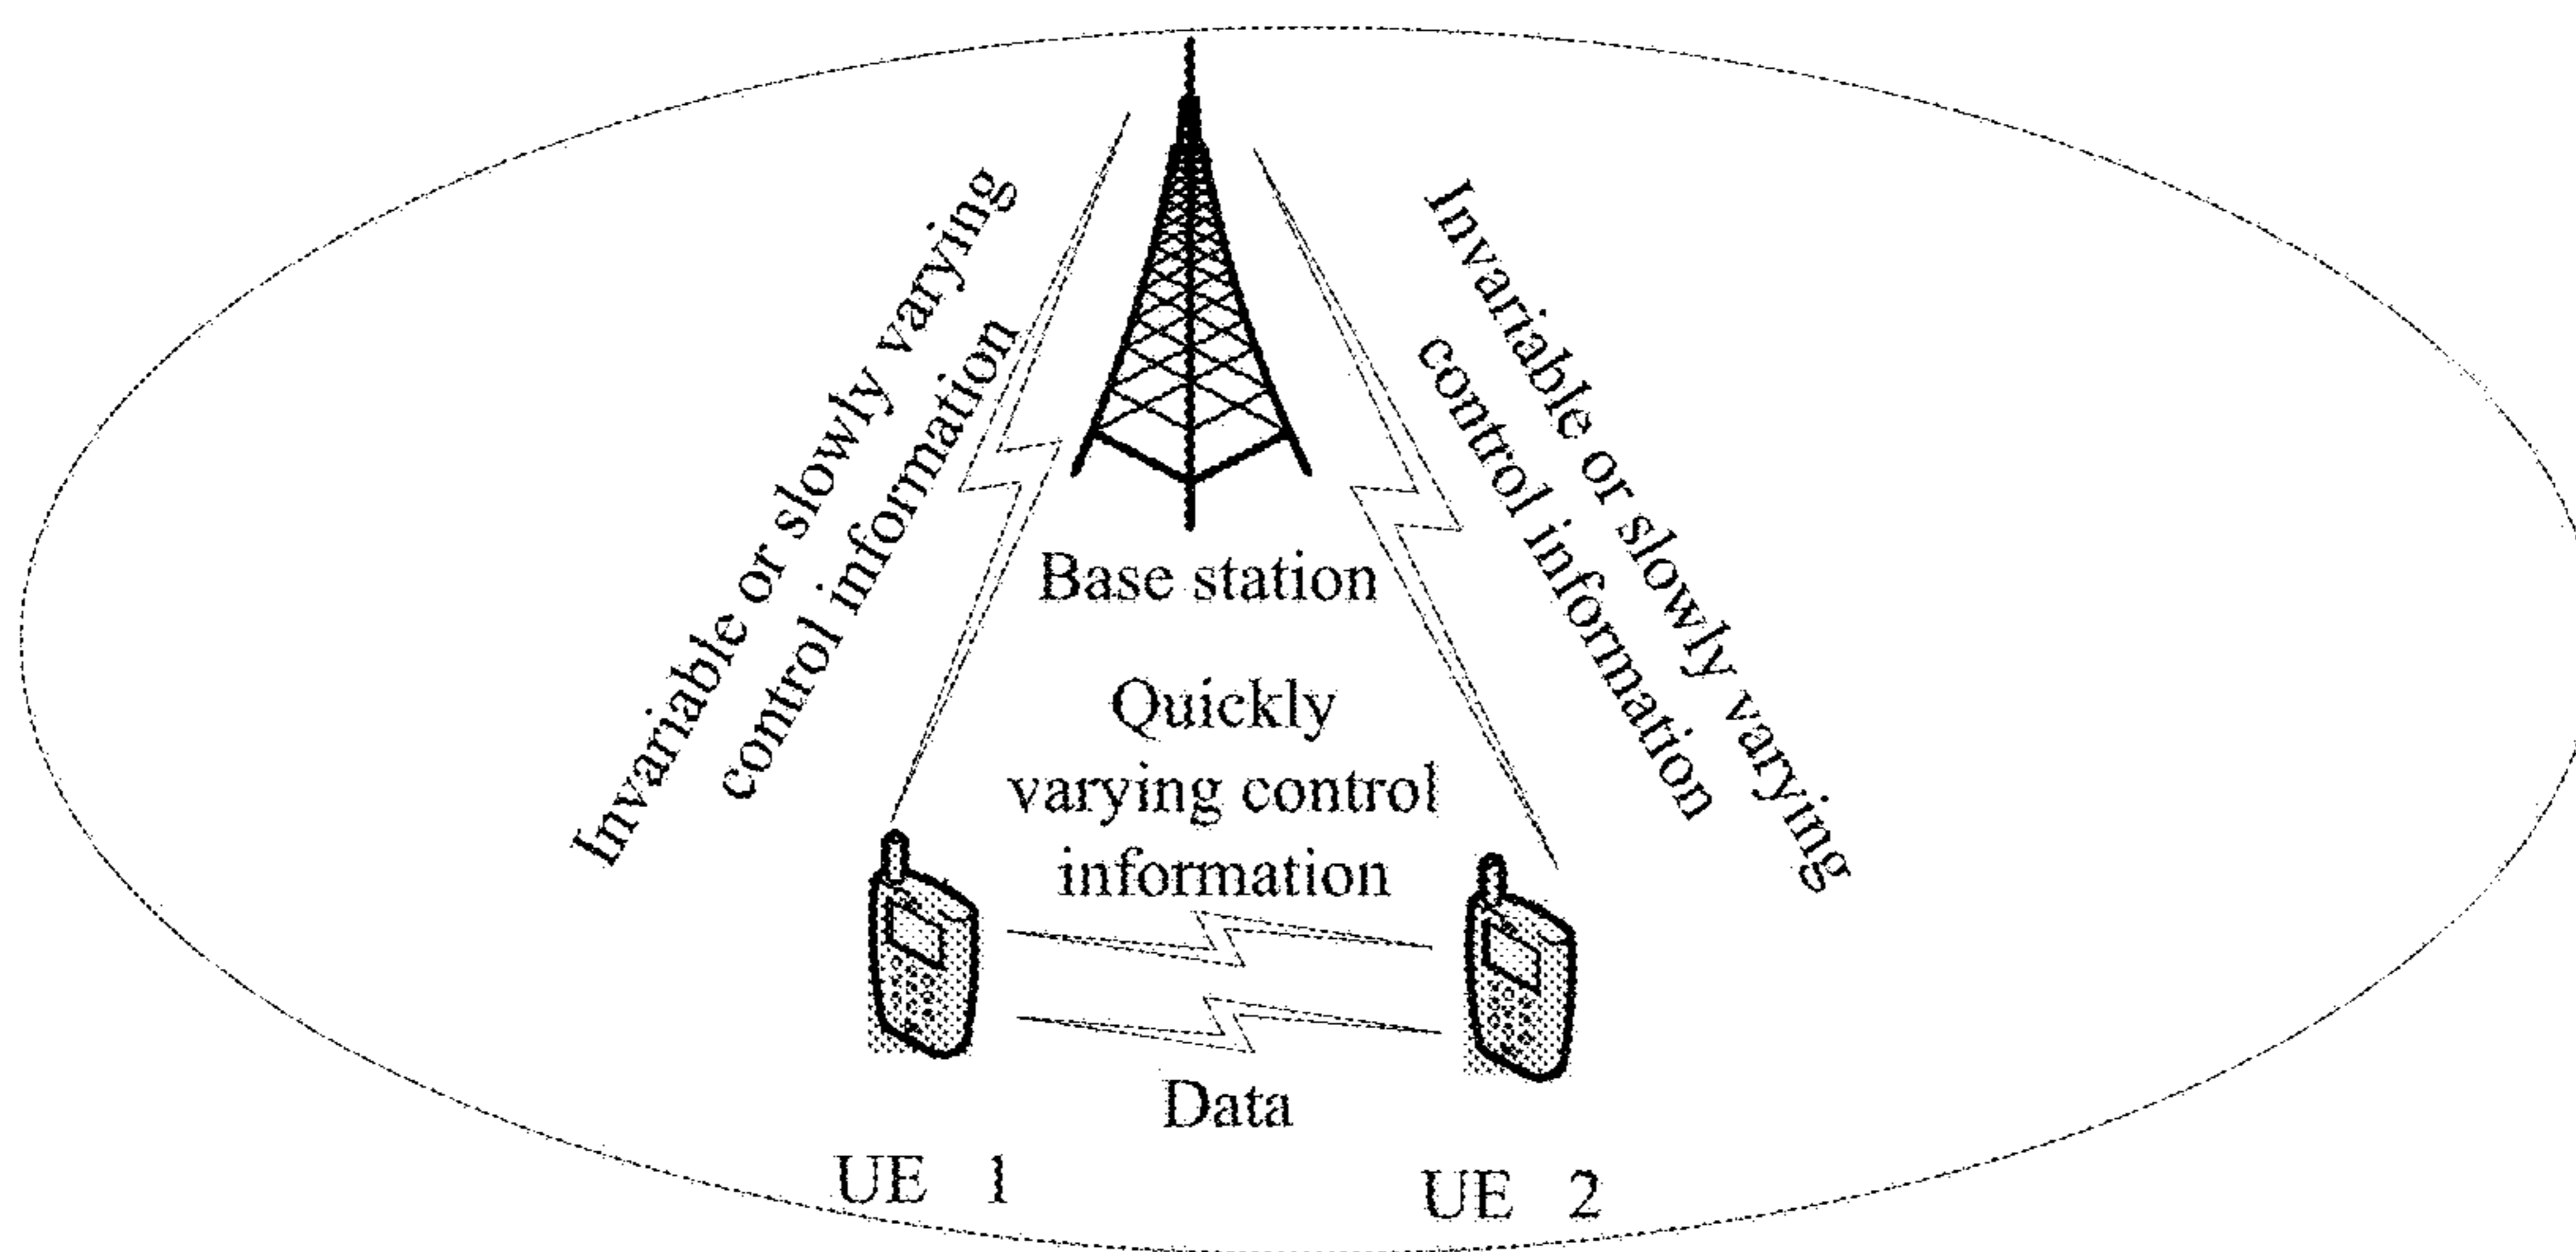 Invariable or slowly varying
control information
Invariable or slowly varying
control information
Base station
Quickly
varying control
information
Data
UE 1
UE 2